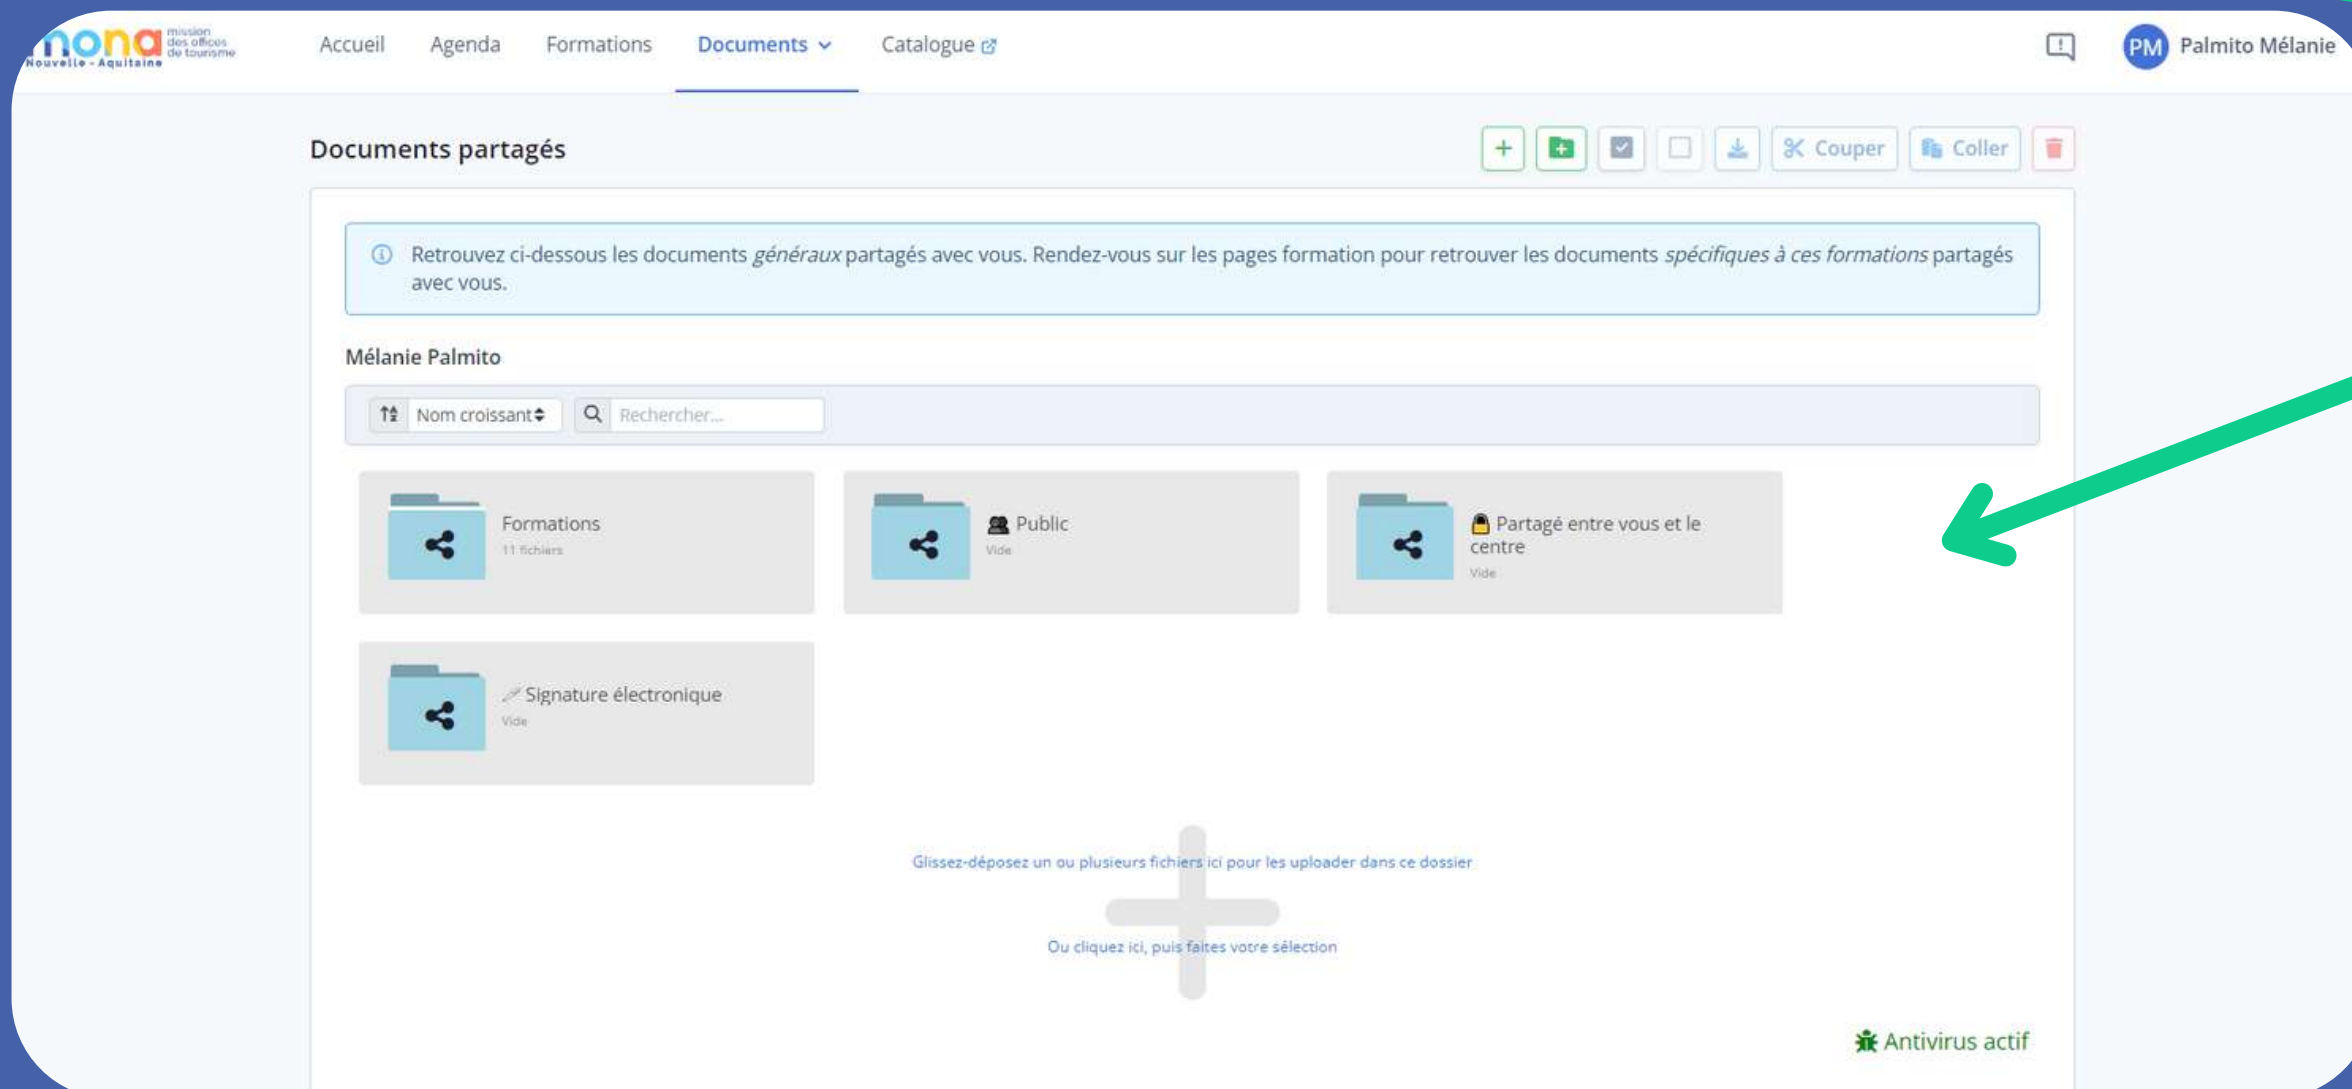 mona
mission
des offices
de tourisme
Nouvelle-Aquitaine
Accueil
Agenda
Formations
Documents
Catalogue
PM
Palmito Mélanie
Documents partagés
Couper
Coller
Retrouvez ci-dessous les documents généraux partagés avec vous. Rendez-vous sur les pages formation pour retrouver les documents spécifiques à ces formations partagés
avec vous.
Mélanie Palmito
Nom croissant
Rechercher...
Formations
11 fichiers
Public
Vide
Partagé entre vous et le
centre
Vide
Signature électronique
Vide
Glissez-déposez un ou plusieurs fichiers ici pour les uploader dans ce dossier
Ou cliquez ici, puis faites votre sélection
Antivirus actif